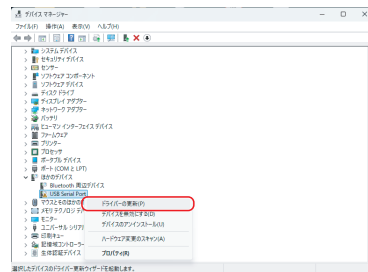 デバイス マネージャー
ファイル(F) 操作(A) 表示(V) ヘルプ(H)
システム デバイス
セキュリティ デバイス
センサー
ソフトウェア コンポーネント
ソフトウェア デバイス
ディスク ドライブ
ディスプレイ アダプター
ネットワーク アダプター
バッテリ
ヒューマン インターフェイス デバイス
ファームウェア
プリンター
プロセッサ
ポータブル デバイス
ポート (COM と LPT)
ほかのデバイス
Bluetooth 周辺デバイス
USB Serial Port
ドライバーの更新(P)
マウスとそのほかの
デバイスを無効にする(D)
メモリ テクノロジ デ
デバイスのアンインストール(U)
モニター
ユニバーサル シリアル
ハードウェア変更のスキャン(A)
印刷キュー
記憶域コントローラー
プロパティ(R)
生体認証デバイス
選択したデバイスのドライバー更新ウィザードを起動します。